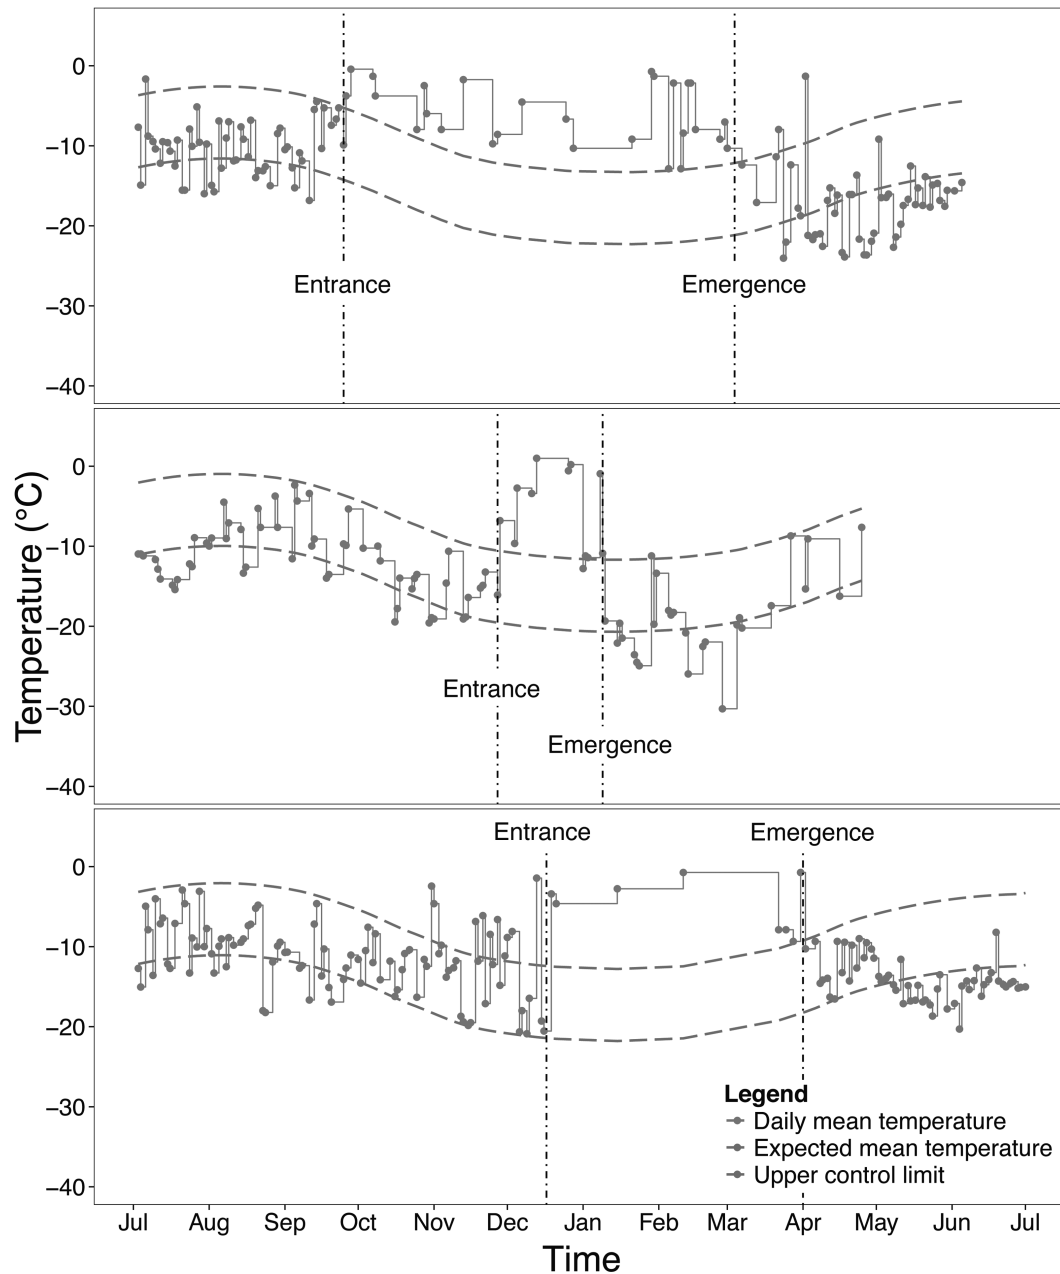 0
−10
−20
−30
−40
Entrance
Emergence
0
−10
−20
−30
−40
Entrance
Emergence
Temperature (°C)
0
−10
−20
−30
−40
Entrance
Emergence
Legend
Daily mean temperature
Expected mean temperature
Upper control limit
Jul Aug Sep Oct Nov Dec Jan Feb Mar Apr May Jun Jul
Time